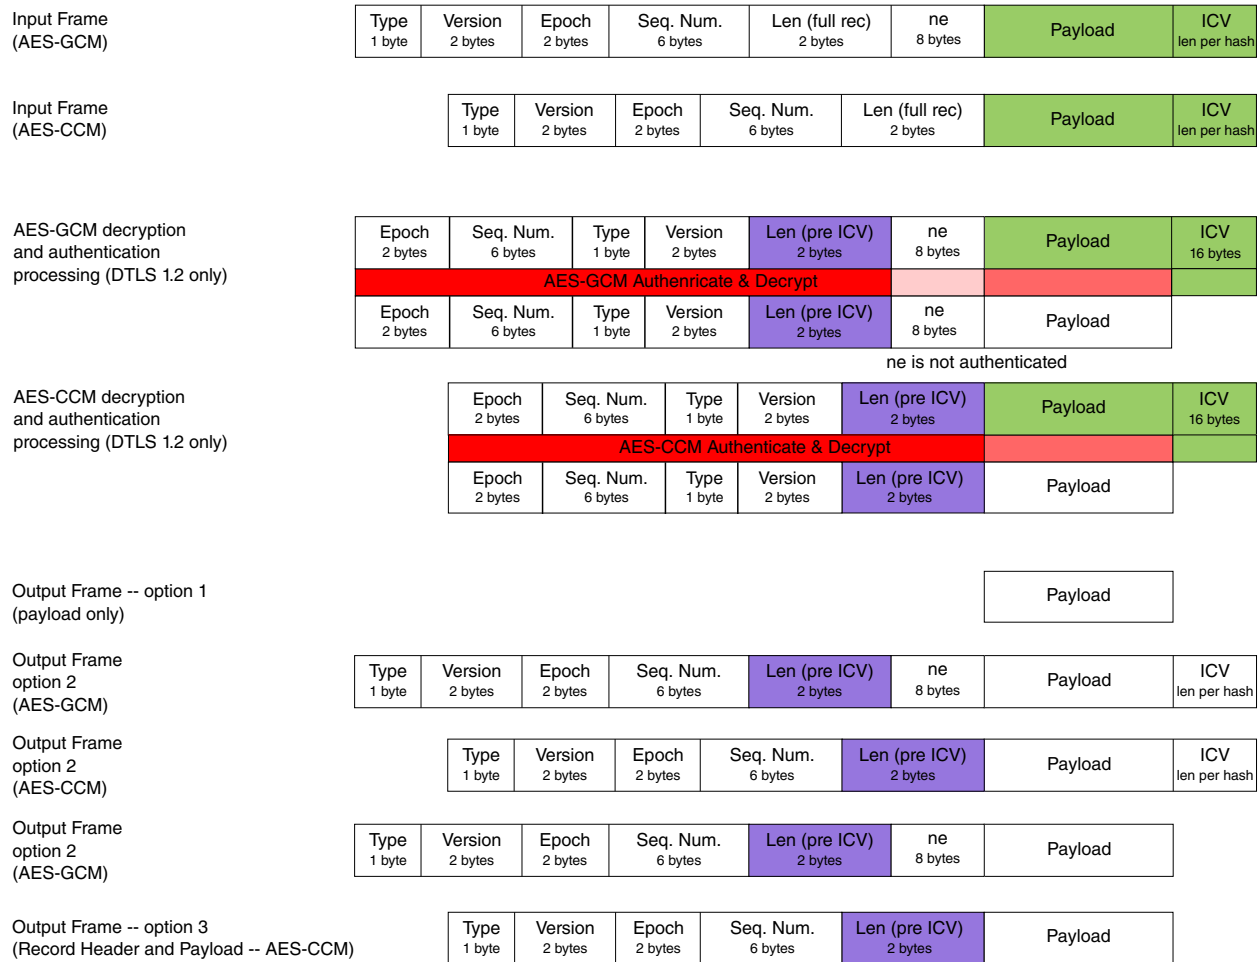 Input Frame
(AES-GCM)
Type Version Epoch Seq. Num. Len (full rec) ne Payload ICV
1 byte 2 bytes 2 bytes 6 bytes 2 bytes 8 bytes len per hash
Input Frame
(AES-CCM)
Type Version Epoch Seq. Num. Len (full rec) Payload ICV
1 byte 2 bytes 2 bytes 6 bytes 2 bytes len per hash
AES-GCM decryption
and authentication
processing (DTLS 1.2 only)
Epoch Seq. Num. Type Version Len (pre ICV) ne Payload ICV
2 bytes 6 bytes 1 byte 2 bytes 2 bytes 8 bytes 16 bytes
AES-GCM Authenricate & Decrypt
Epoch Seq. Num. Type Version Len (pre ICV) ne Payload
2 bytes 6 bytes 1 byte 2 bytes 2 bytes 8 bytes
ne is not authenticated
AES-CCM decryption
and authentication
processing (DTLS 1.2 only)
Epoch Seq. Num. Type Version Len (pre ICV) Payload ICV
2 bytes 6 bytes 1 byte 2 bytes 2 bytes 16 bytes
AES-CCM Authenticate & Decrypt
Epoch Seq. Num. Type Version Len (pre ICV) Payload
2 bytes 6 bytes 1 byte 2 bytes 2 bytes
Output Frame -- option 1
(payload only)
Payload
Output Frame
option 2
(AES-GCM)
Type Version Epoch Seq. Num. Len (pre ICV) ne Payload ICV
1 byte 2 bytes 2 bytes 6 bytes 2 bytes 8 bytes len per hash
Output Frame
option 2
(AES-CCM)
Type Version Epoch Seq. Num. Len (pre ICV) Payload ICV
1 byte 2 bytes 2 bytes 6 bytes 2 bytes len per hash
Output Frame
option 2
(AES-GCM)
Type Version Epoch Seq. Num. Len (pre ICV) ne Payload
1 byte 2 bytes 2 bytes 6 bytes 2 bytes 8 bytes
Output Frame -- option 3
(Record Header and Payload -- AES-CCM)
Type Version Epoch Seq. Num. Len (pre ICV) Payload
1 byte 2 bytes 2 bytes 6 bytes 2 bytes